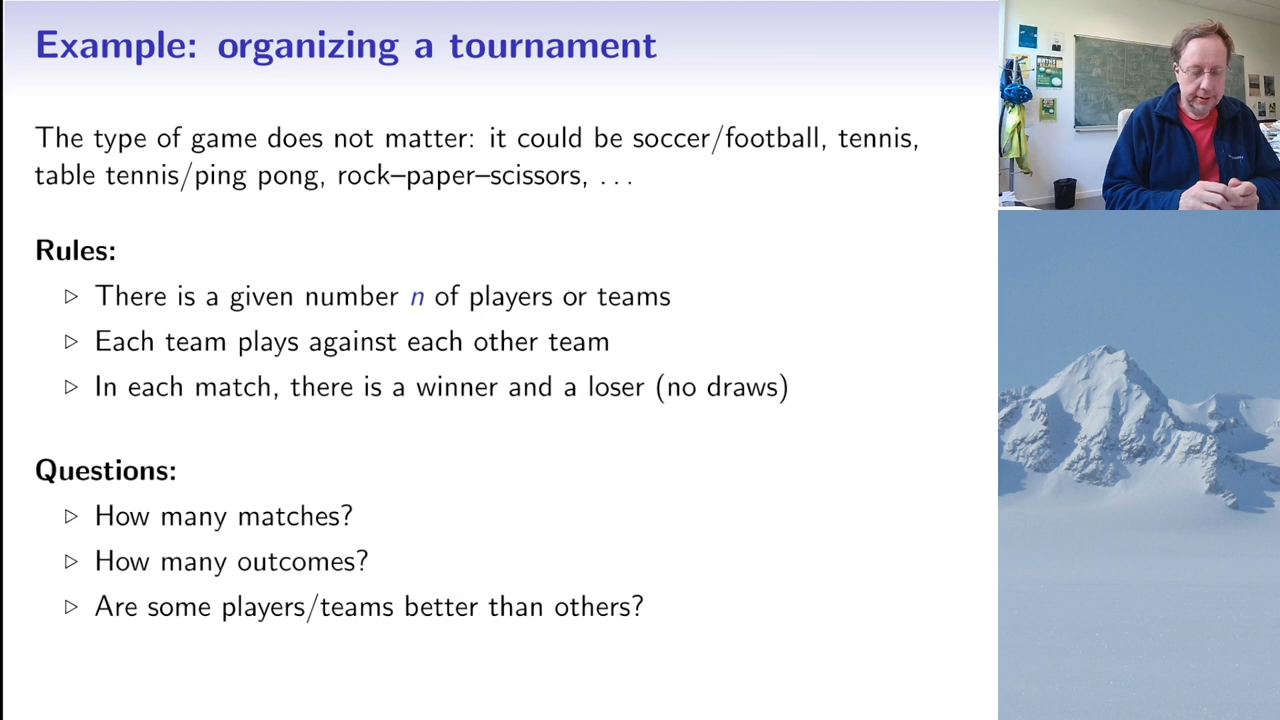 Example: organizing a tournament
The type of game does not matter: it could be soccer/football, tennis,
table tennis/ping pong, rock–paper–scissors, . . .
Rules:
▷ There is a given number n of players or teams
▷ Each team plays against each other team
▷ In each match, there is a winner and a loser (no draws)
Questions:
▷ How many matches?
▷ How many outcomes?
▷ Are some players/teams better than others?